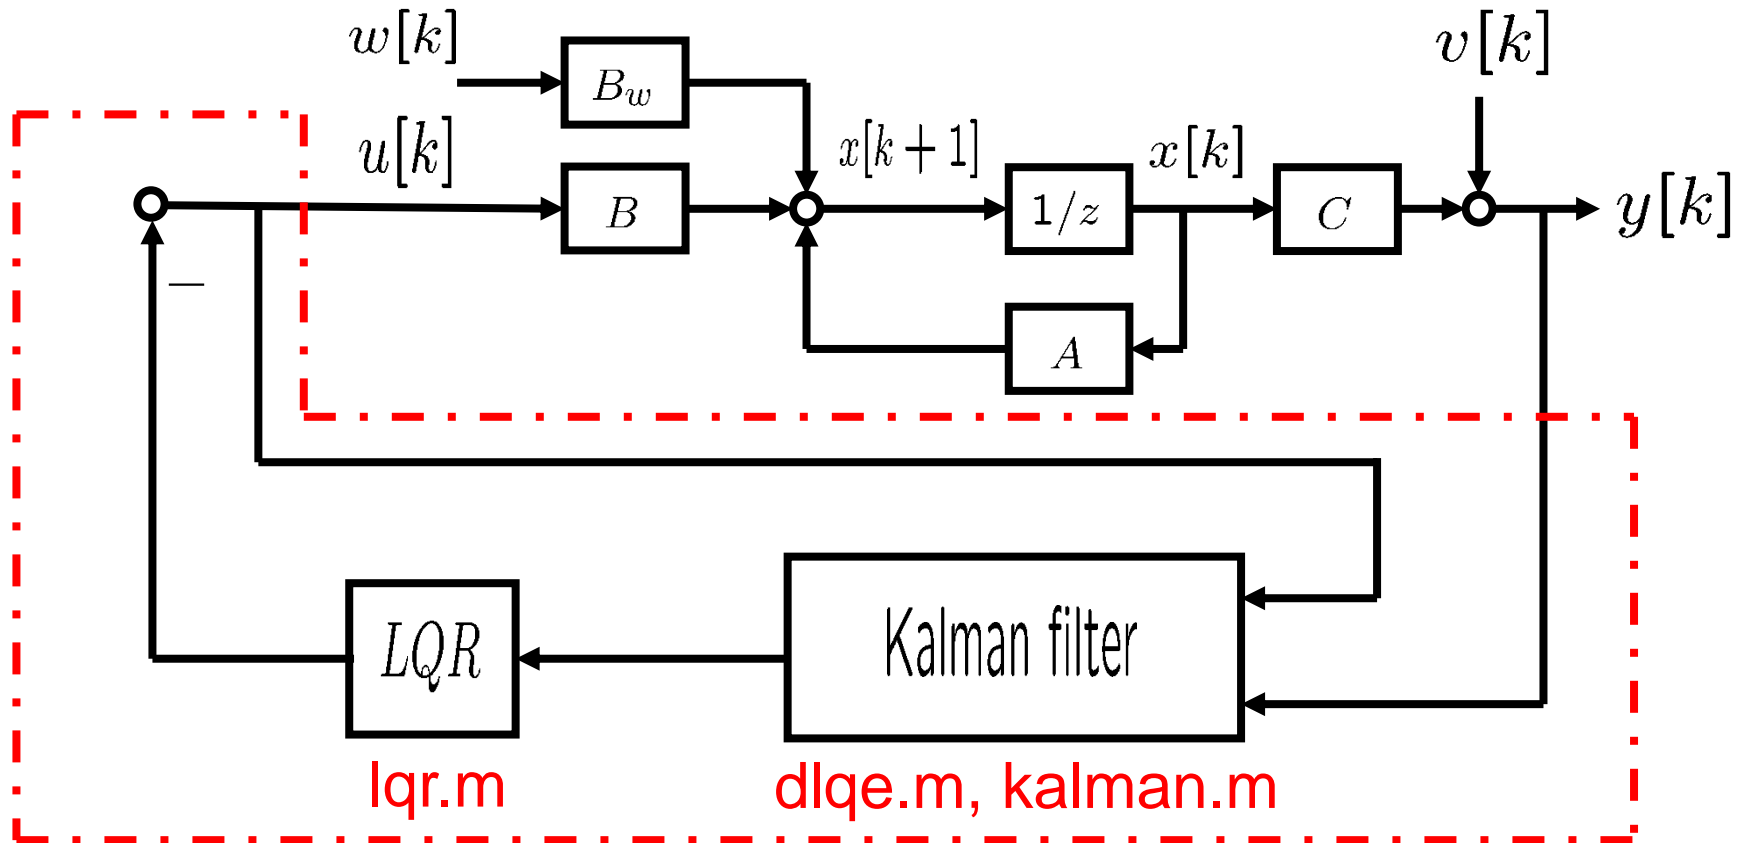 w[k]
B_w
v[k]
u[k]
B
x[k + 1]
1/z
x[k]
C
y[k]
−
A
LQR
Kalman filter
lqr.m
dlqe.m, kalman.m